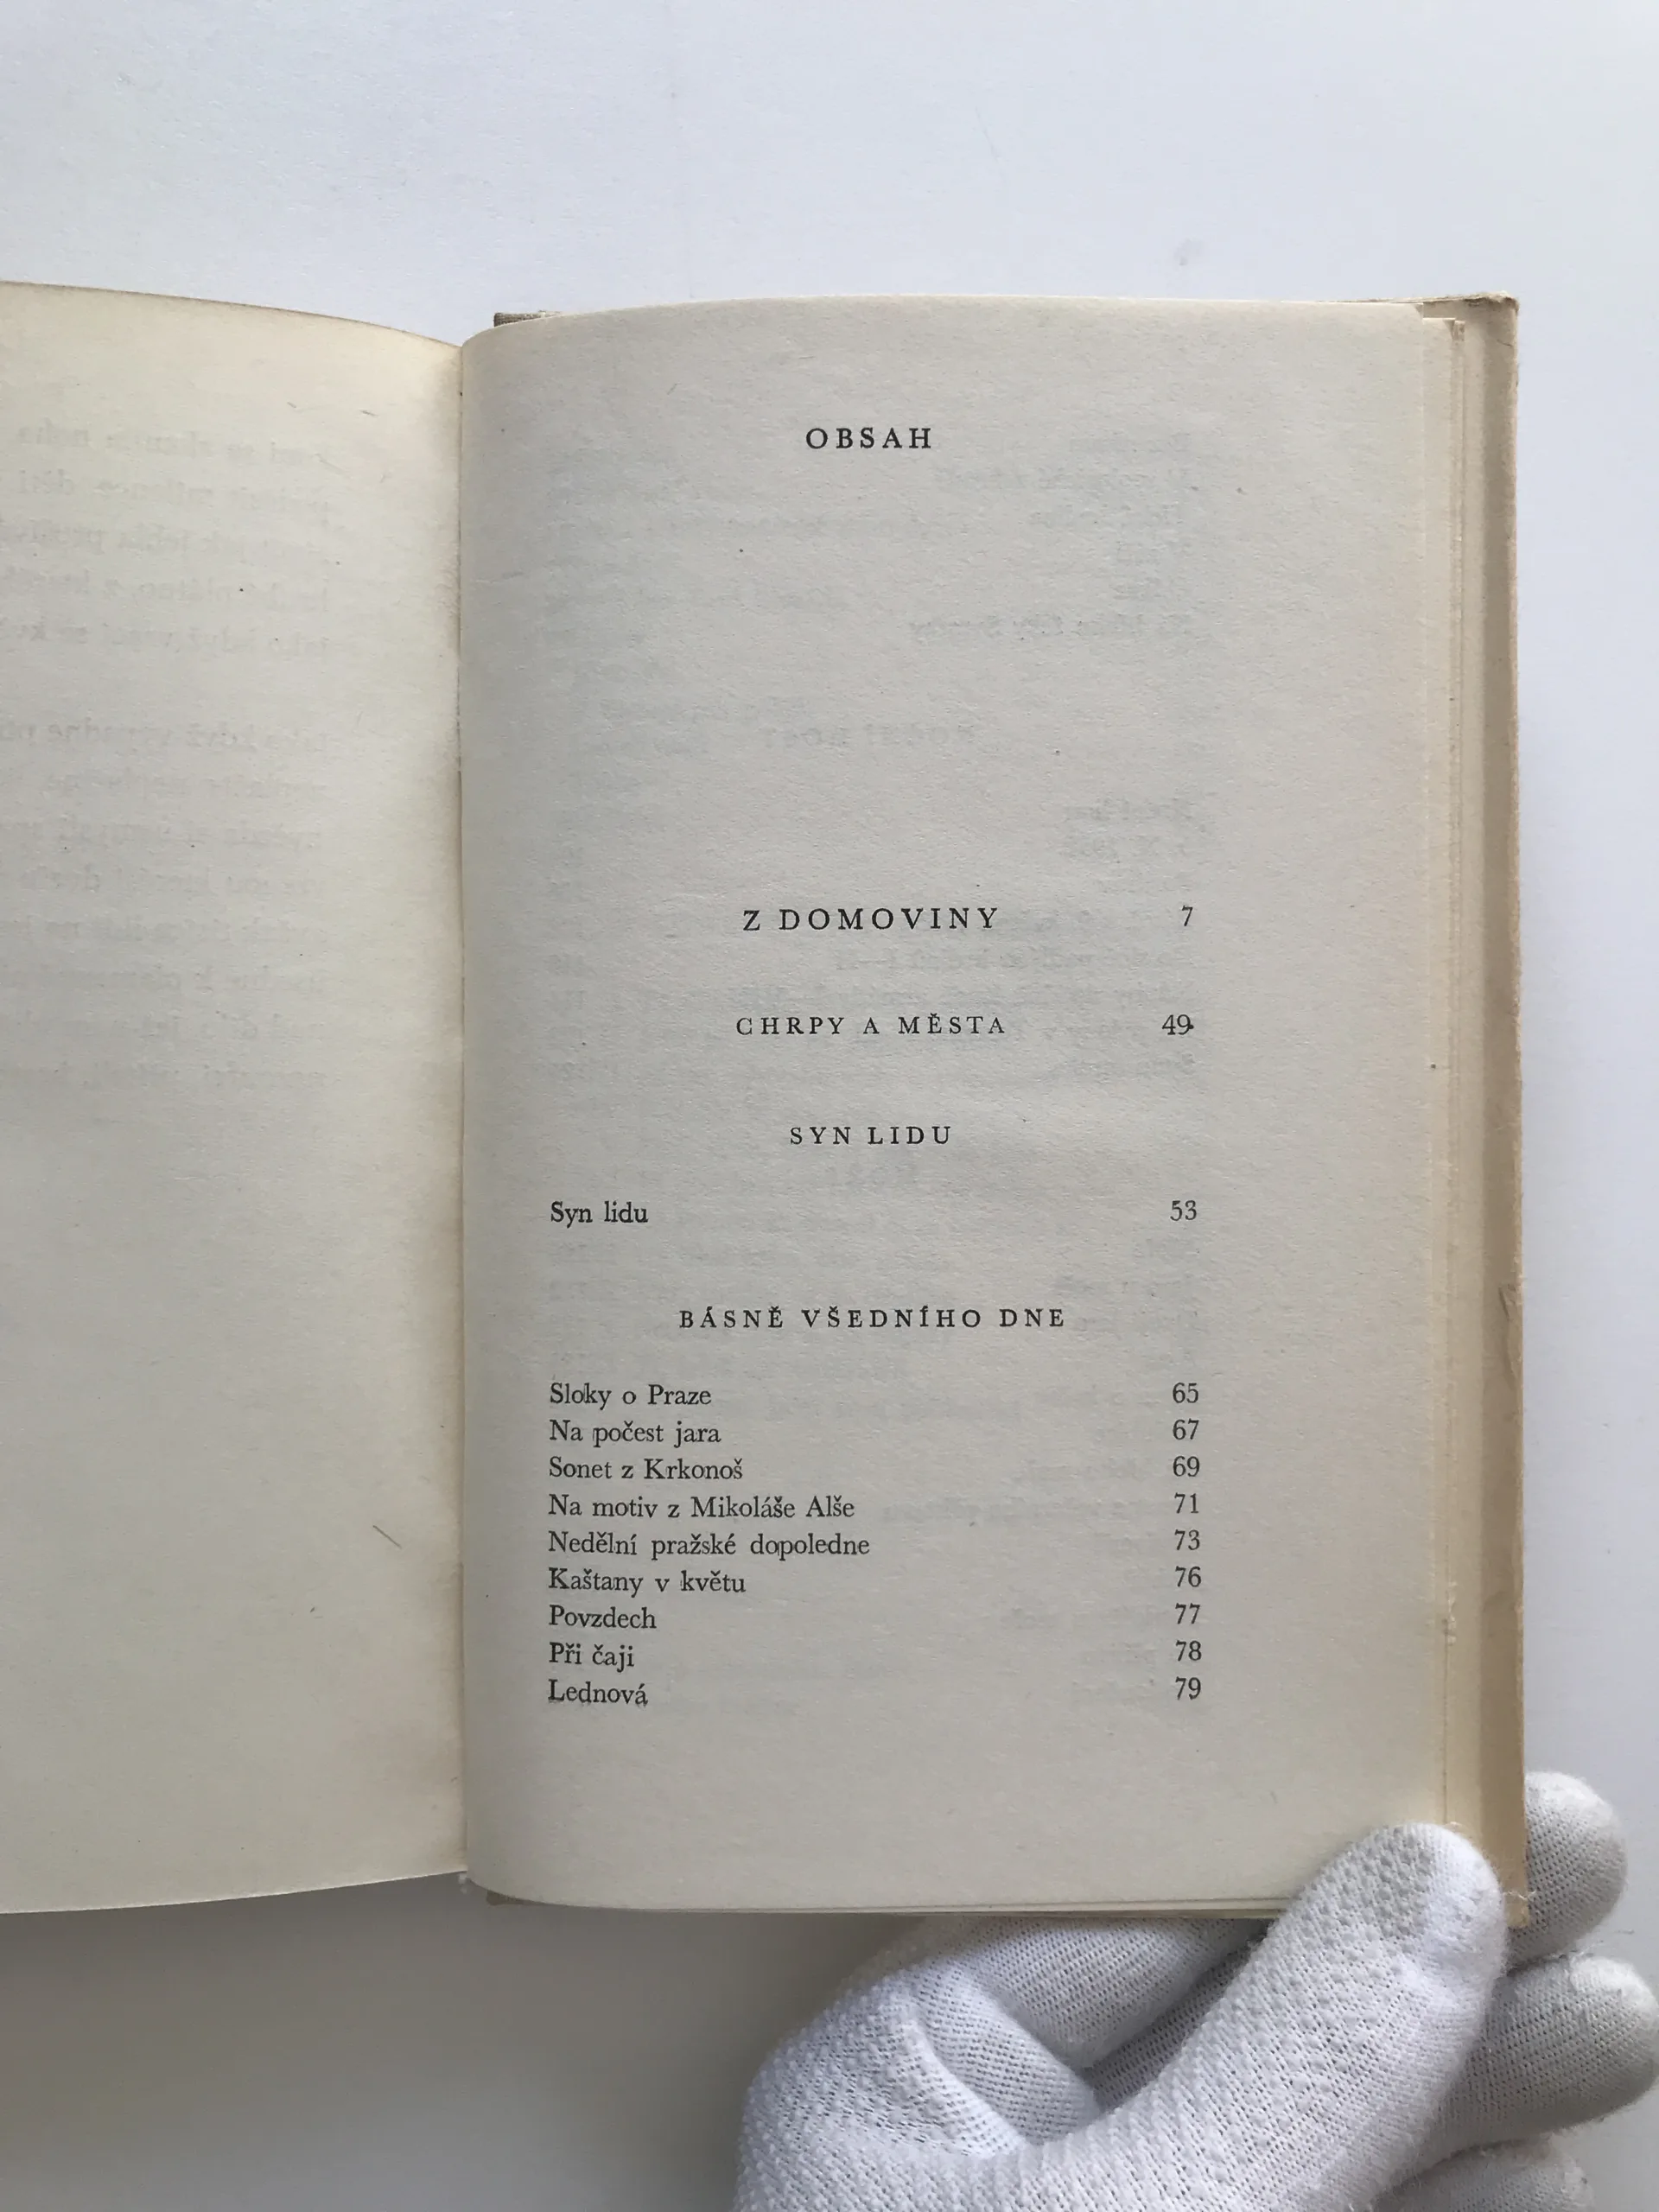 OBSAH
Z DOMOVINY 7
CHRPY A MĚSTA 49
SYN LIDU
Syn lidu 53
BÁSNĚ VŠEDNÍHO DNE
Sloky o Praze 65
Na počest jara 67
Sonet z Krkonoš 69
Na motiv z Mikoláše Alše 71
Nedělní pražské dopoledne 73
Kaštany v květu 76
Povzdech 77
Při čaji 78
Lednová 79